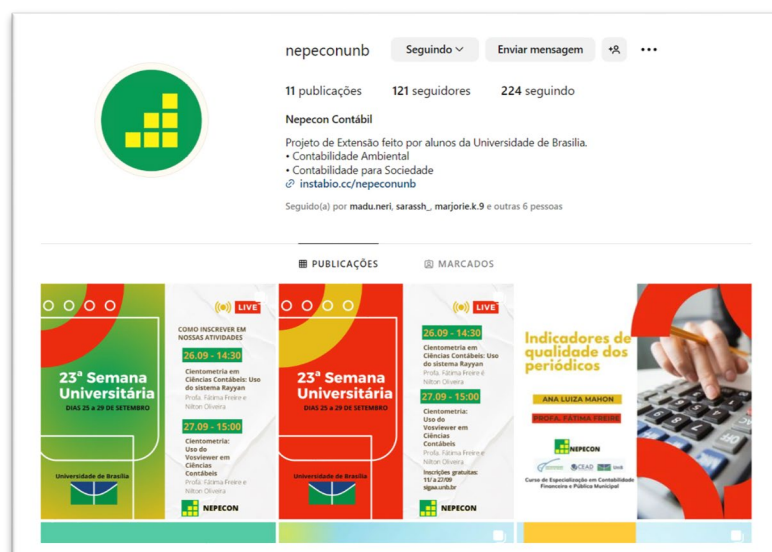 nepeconunb
Seguindo
Enviar mensagem
11 publicações 121 seguidores 224 seguindo
Nepecon Contábil
Projeto de Extensão feito por alunos da Universidade de Brasilia.
• Contabilidade Ambiental
• Contabilidade para Sociedade
instabio.cc/nepeconunb
Seguido(a) por madu.neri, sarassh_, marjorie.k.9 e outras 6 pessoas
PUBLICAÇÕES
MARCADOS
23ª Semana
Universitária
DIAS 25 a 29 DE SETEMBRO
Universidade de Brasília
LIVE
COMO INSCREVER EM
NOSSAS ATIVIDADES
26.09 - 14:30
Cientometria em
Ciências Contábeis: Uso
do sistema Rayyan
Profa. Fátima Freire e
Nilton Oliveira
27.09 - 15:00
Cientometria:
Uso do
Vosviewer em
Ciências
Contábeis
Profa. Fátima Freire e
Nilton Oliveira
NEPECON
23ª Semana
Universitária
DIAS 25 a 29 DE SETEMBRO
Universidade de Brasília
LIVE
26.09 - 14:30
Cientometria em
Ciências Contábeis: Uso
do sistema Rayyan
Profa. Fátima Freire e
Nilton Oliveira
27.09 - 15:00
Cientometria:
Uso do
Vosviewer em
Ciências
Contábeis
Profa. Fátima Freire e
Nilton Oliveira
Inscrições gratuitas:
11/ a 27/09
sigaa.unb.br
NEPECON
Indicadores de
qualidade dos
periódicos
ANA LUIZA MAHON
PROFA. FÁTIMA FREIRE
NEPECON
CEAD
UnB
Curso de Especialização em Contabilidade
Financeira e Pública Municipal